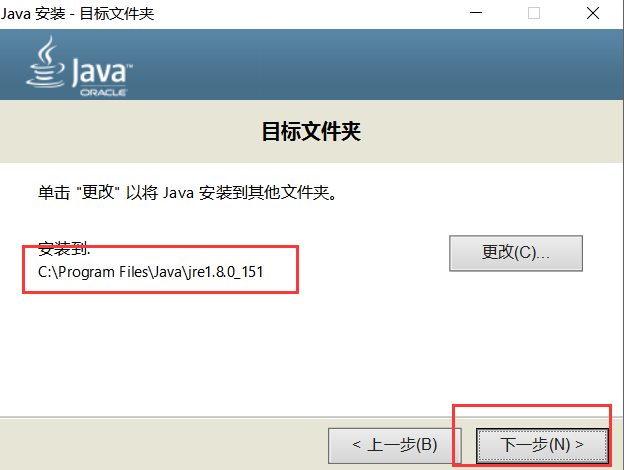 Java 安装 - 目标文件夹
Java™
ORACLE
目标文件夹
单击 "更改" 以将 Java 安装到其他文件夹。
安装到:
C:\Program Files\Java\jre1.8.0_151
更改(C)...
< 上一步(B)
下一步(N) >